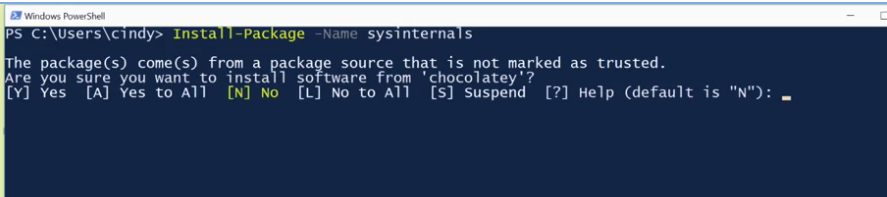 Windows PowerShell
PS C:\Users\cindy> Install-Package -Name sysinternals
The package(s) come(s) from a package source that is not marked as trusted.
Are you sure you want to install software from 'chocolatey'?
[Y] Yes  [A] Yes to All  [N] No  [L] No to All  [S] Suspend  [?] Help (default is "N"):